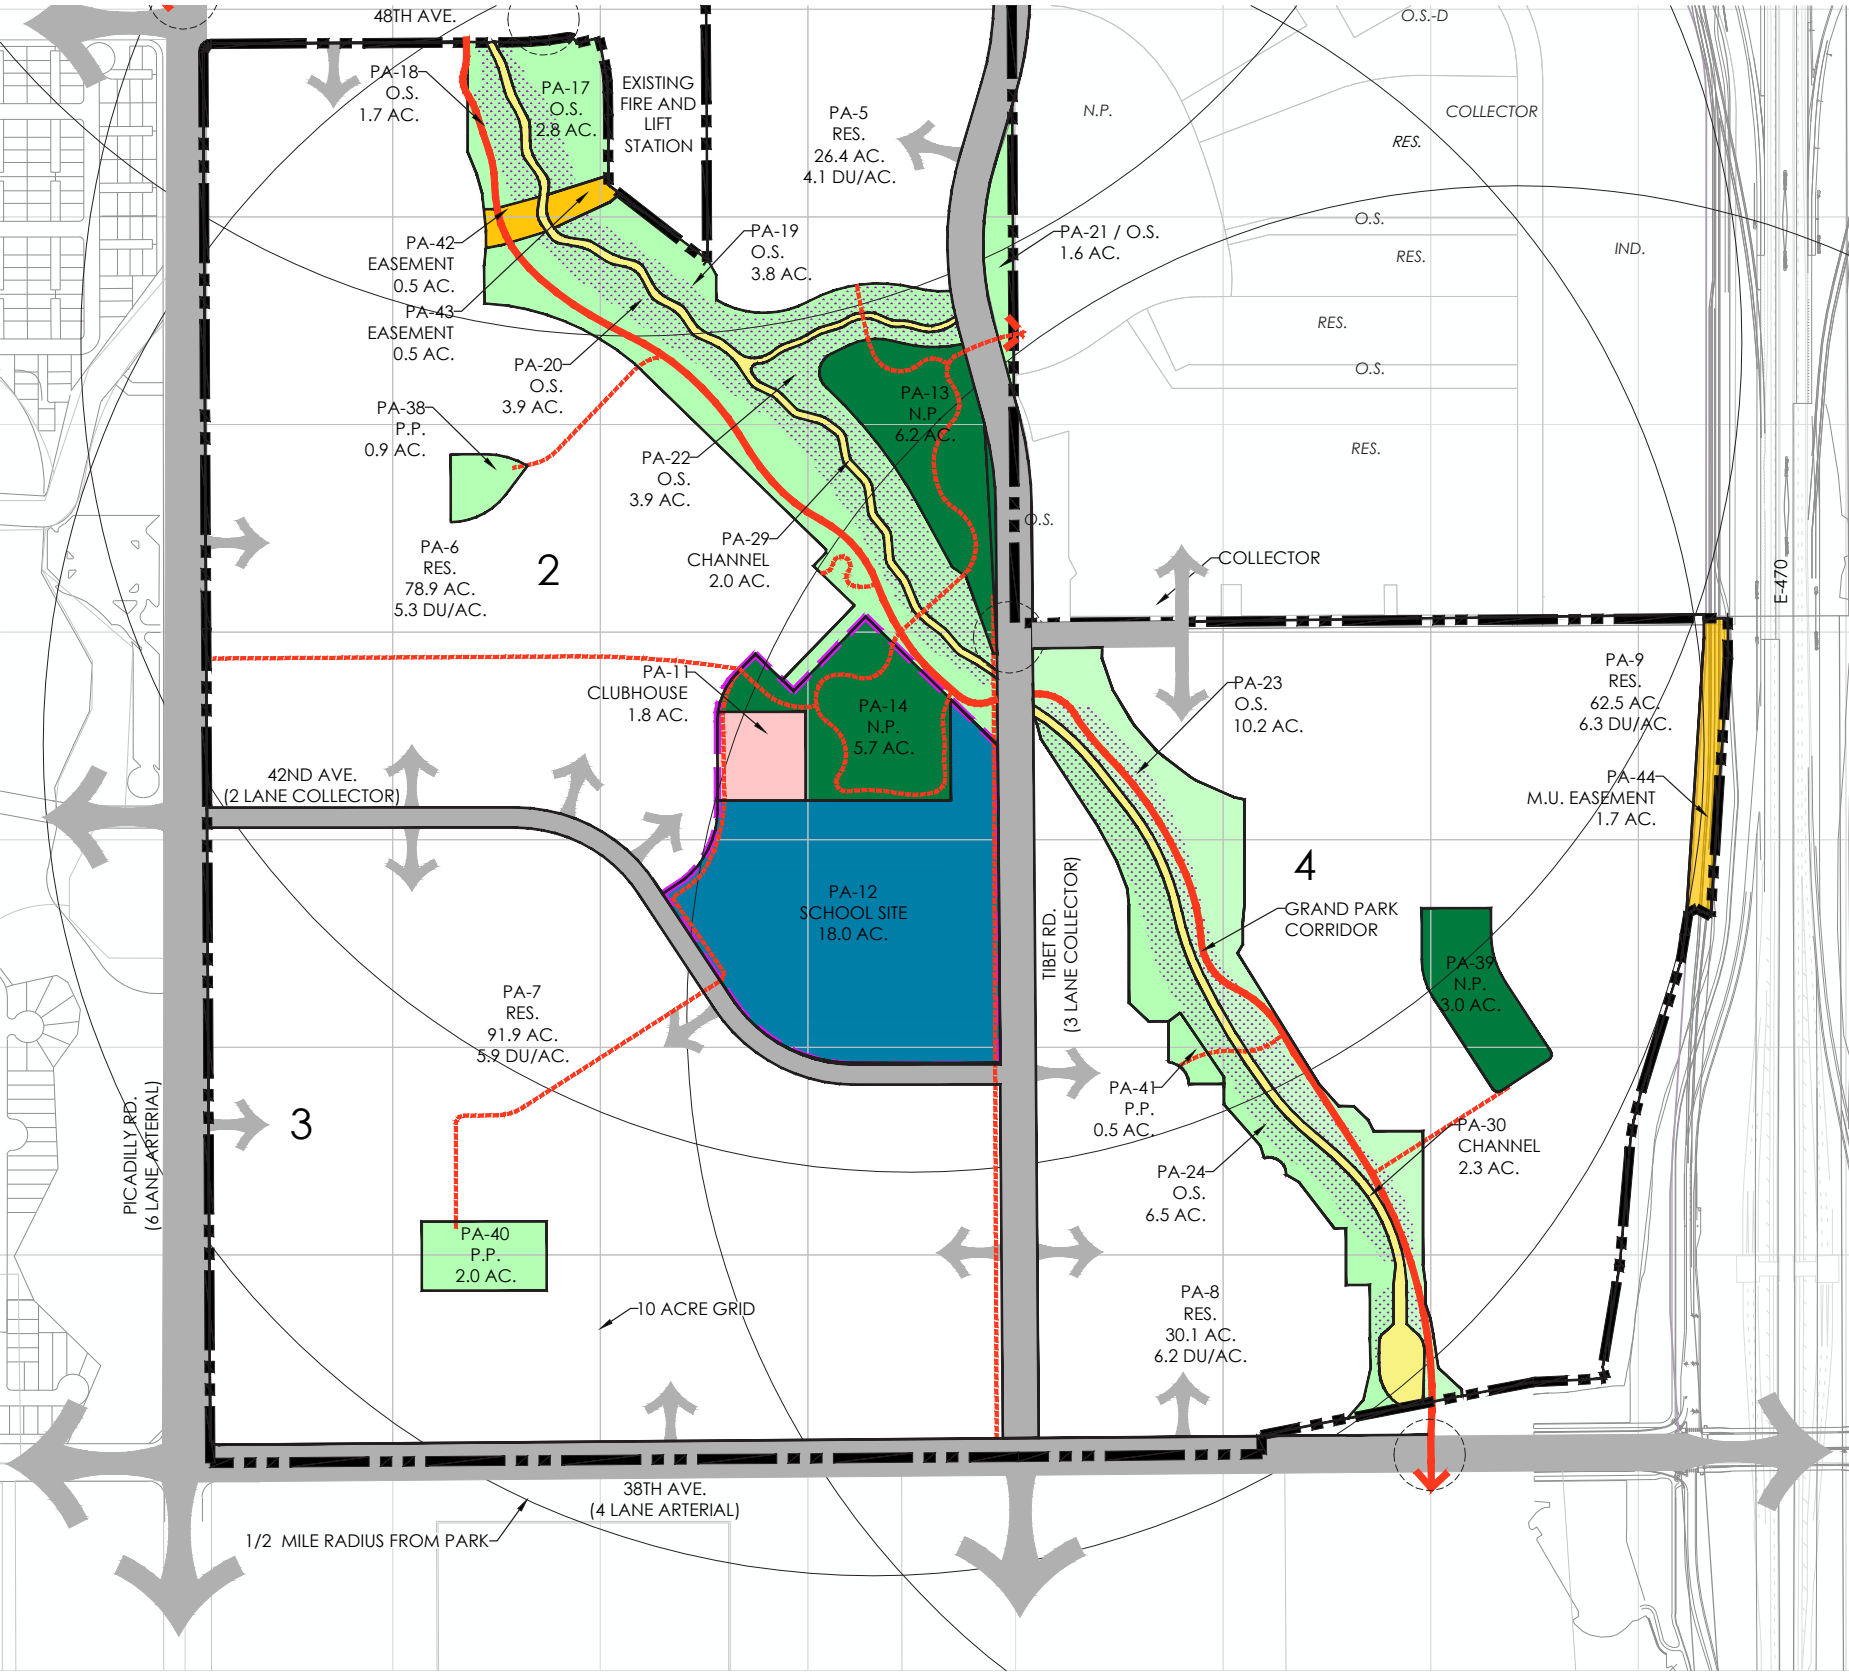 48TH AVE.
O.S.-D
PA-18
O.S.
1.7 AC.
PA-17
O.S.
2.8 AC.
EXISTING
FIRE AND
LIFT
STATION
PA-5
RES.
26.4 AC.
4.1 DU/AC.
N.P.
COLLECTOR
RES.
O.S.
RES.
IND.
RES.
O.S.
RES.
O.S.
PA-42
EASEMENT
0.5 AC.
PA-43
EASEMENT
0.5 AC.
PA-19
O.S.
3.8 AC.
PA-21 / O.S.
1.6 AC.
PA-20
O.S.
3.9 AC.
PA-38
P.P.
0.9 AC.
PA-13
N.P.
6.2 AC.
PA-22
O.S.
3.9 AC.
PA-29
CHANNEL
2.0 AC.
PA-6
RES.
78.9 AC.
5.3 DU/AC.
2
COLLECTOR
E-470
PA-11
CLUBHOUSE
1.8 AC.
PA-14
N.P.
5.7 AC.
PA-23
O.S.
10.2 AC.
PA-9
RES.
62.5 AC.
6.3 DU/AC.
PA-44
M.U. EASEMENT
1.7 AC.
42ND AVE.
(2 LANE COLLECTOR)
4
PA-12
SCHOOL SITE
18.0 AC.
TIBET RD.
(3 LANE COLLECTOR)
GRAND PARK
CORRIDOR
PA-39
N.P.
3.0 AC.
PA-7
RES.
91.9 AC.
5.9 DU/AC.
3
PICADILLY RD.
(6 LANE ARTERIAL)
PA-41
P.P.
0.5 AC.
PA-30
CHANNEL
2.3 AC.
PA-24
O.S.
6.5 AC.
PA-40
P.P.
2.0 AC.
10 ACRE GRID
PA-8
RES.
30.1 AC.
6.2 DU/AC.
38TH AVE.
(4 LANE ARTERIAL)
1/2 MILE RADIUS FROM PARK